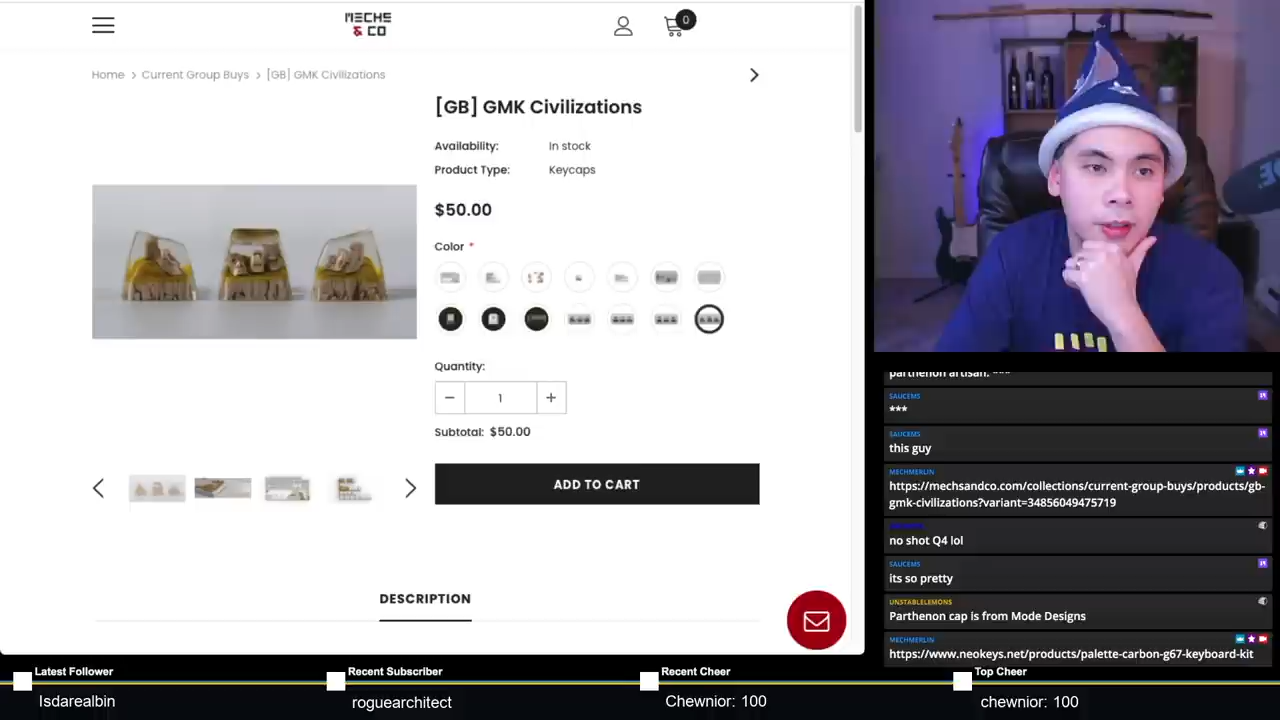 MECHS
& CO
0
Home > Current Group Buys > [GB] GMK Civilizations
[GB] GMK Civilizations
Availability: In stock
Product Type: Keycaps
$50.00
Color *
Quantity:
− 1 +
Subtotal: $50.00
ADD TO CART
DESCRIPTION
parthenon artisan. ***
SAUCEMS
***
SAUCEMS
this guy
MECHMERLIN
https://mechsandco.com/collections/current-group-buys/products/gb-
gmk-civilizations?variant=34856049475719
no shot Q4 lol
SAUCEMS
its so pretty
UNSTABLELEMONS
Parthenon cap is from Mode Designs
MECHMERLIN
https://www.neokeys.net/products/palette-carbon-g67-keyboard-kit
Latest Follower
Isdarealbin
Recent Subscriber
roguearchitect
Recent Cheer
Chewnior: 100
Top Cheer
chewnior: 100